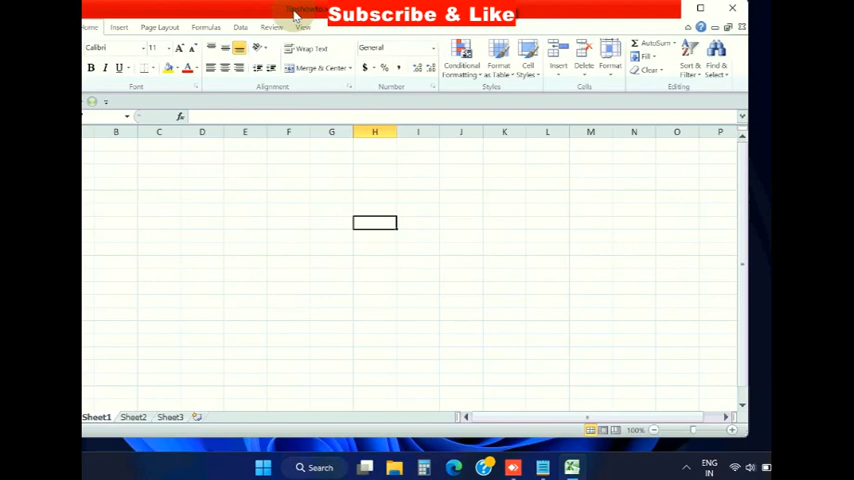 Subscribe & Like
Home Insert Page Layout Formulas Data Review View
Calibri 11 Wrap Text General Conditional Formatting Format as Table Cell Styles Insert Delete Format AutoSum Fill Clear Sort & Filter Find & Select
B I U Merge & Center $ % ,
Font Alignment Number Styles Cells Editing
fx
B C D E F G H I J K L M N O P
Sheet1 Sheet2 Sheet3
100%
Search
ENG
IN